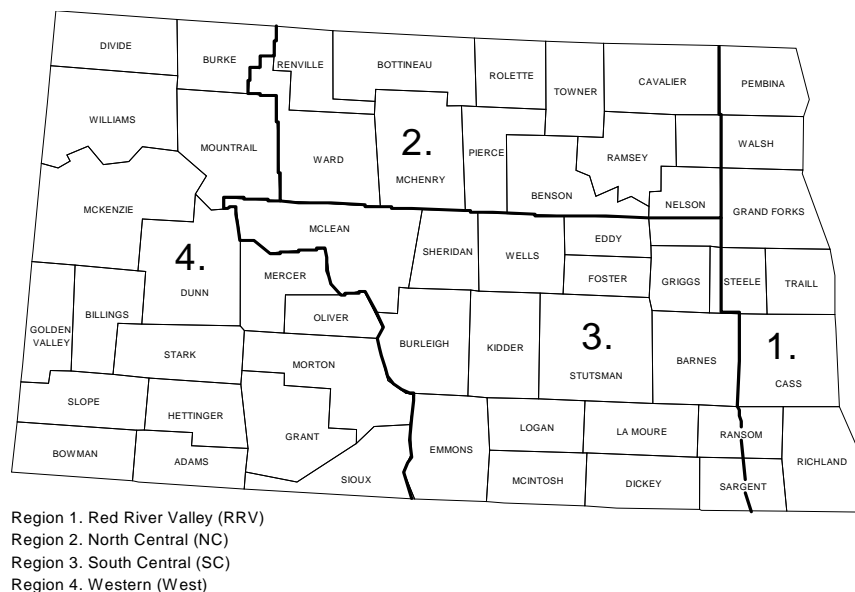 DIVIDE
BURKE
RENVILLE
BOTTINEAU
ROLETTE
TOWNER
CAVALIER
PEMBINA
WILLIAMS
MOUNTRAIL
WARD
2.
MCHENRY
PIERCE
BENSON
RAMSEY
WALSH
NELSON
GRAND FORKS
MCKENZIE
MCLEAN
SHERIDAN
WELLS
EDDY
FOSTER
GRIGGS
STEELE
TRAILL
4.
DUNN
MERCER
OLIVER
GOLDEN
VALLEY
BILLINGS
STARK
MORTON
BURLEIGH
KIDDER
3.
STUTSMAN
BARNES
1.
CASS
SLOPE
HETTINGER
GRANT
EMMONS
LOGAN
LA MOURE
RANSOM
RICHLAND
BOWMAN
ADAMS
SIOUX
MCINTOSH
DICKEY
SARGENT
Region 1. Red River Valley (RRV)
Region 2. North Central (NC)
Region 3. South Central (SC)
Region 4. Western (West)